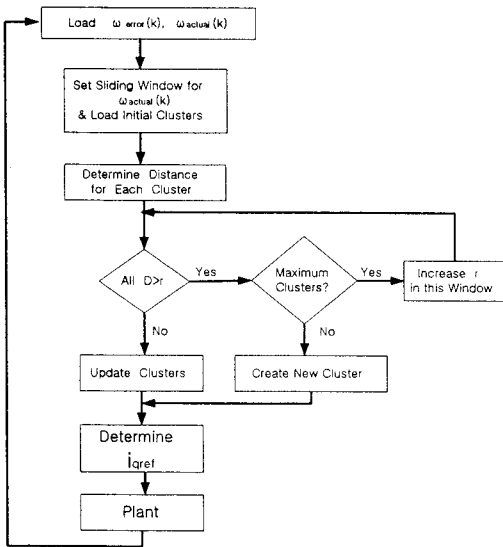 Load ω error(k), ω actual(k)
Set Sliding Window for
ω actual(k)
& Load Initial Clusters
Determine Distance
for Each Cluster
All D>r
Yes
Maximum
Clusters?
Yes
Increase r
in this Window
No
No
Update Clusters
Create New Cluster
Determine
iqref
Plant